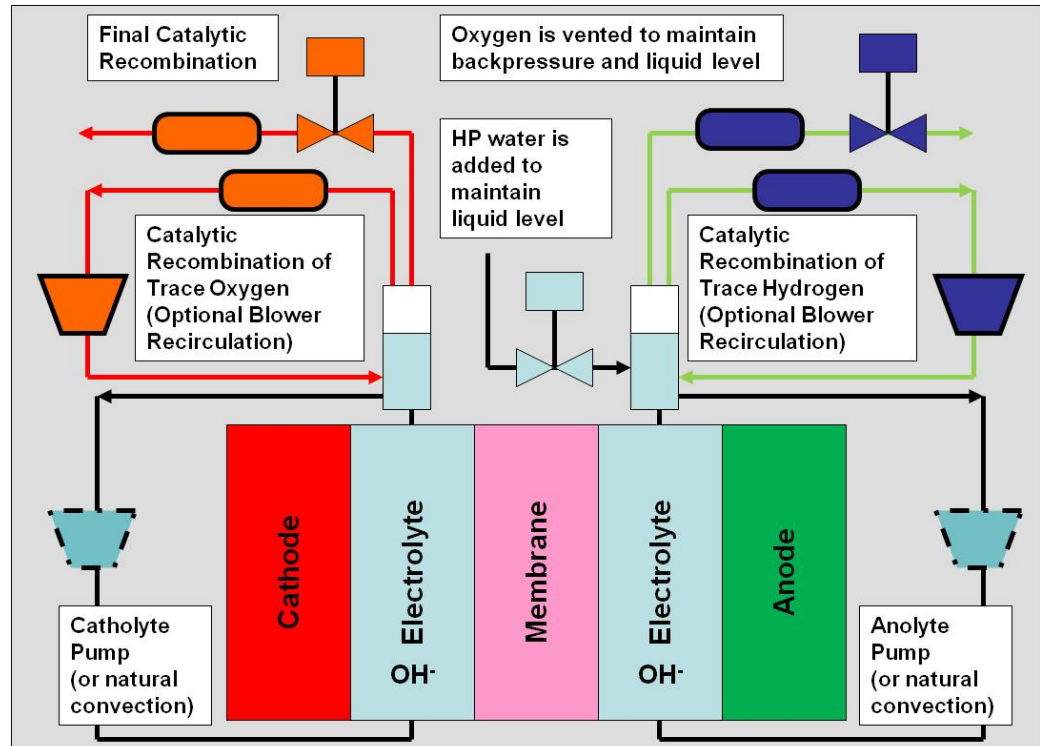 Final Catalytic
Recombination
Oxygen is vented to maintain
backpressure and liquid level
HP water is
added to
maintain
liquid level
Catalytic
Recombination of
Trace Oxygen
(Optional Blower
Recirculation)
Catalytic
Recombination of
Trace Hydrogen
(Optional Blower
Recirculation)
Cathode
Electrolyte
OH-
Membrane
Electrolyte
OH-
Anode
Catholyte
Pump
(or natural
convection)
Anolyte
Pump
(or natural
convection)